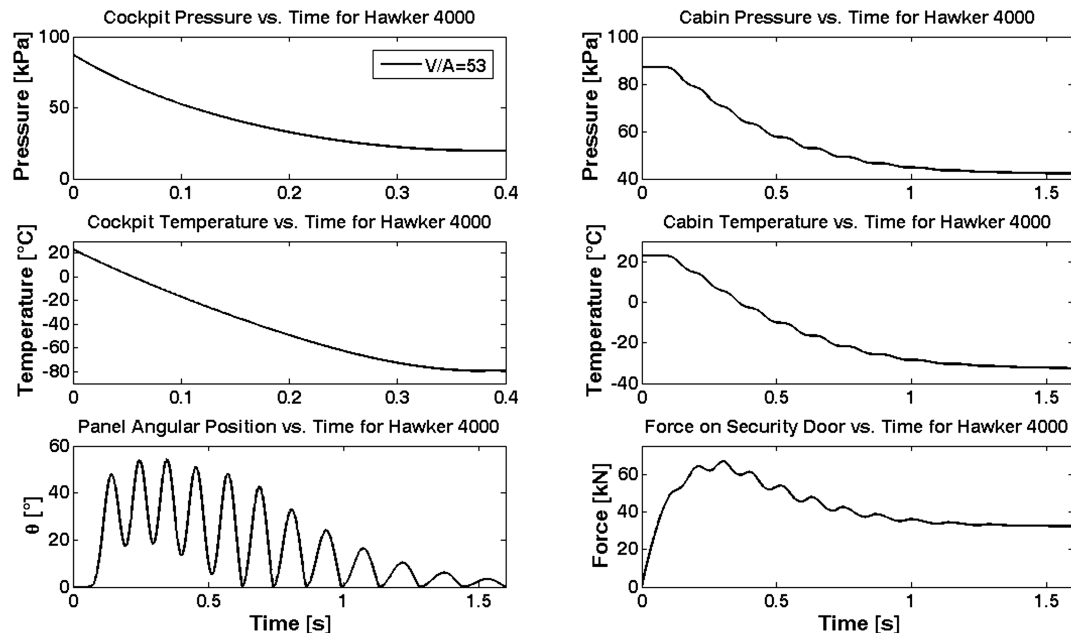 Cockpit Pressure vs. Time for Hawker 4000
Pressure [kPa]
100
50
0
V/A=53
0 0.1 0.2 0.3 0.4
Cabin Pressure vs. Time for Hawker 4000
Pressure [kPa]
100
80
60
40
0 0.5 1 1.5
Cockpit Temperature vs. Time for Hawker 4000
Temperature [°C]
20
0
-20
-40
-60
-80
0 0.1 0.2 0.3 0.4
Cabin Temperature vs. Time for Hawker 4000
Temperature [°C]
20
0
-20
-40
0 0.5 1 1.5
Panel Angular Position vs. Time for Hawker 4000
θ [°]
60
40
20
0
0 0.5 1 1.5
Time [s]
Force on Security Door vs. Time for Hawker 4000
Force [kN]
60
40
20
0
0 0.5 1 1.5
Time [s]